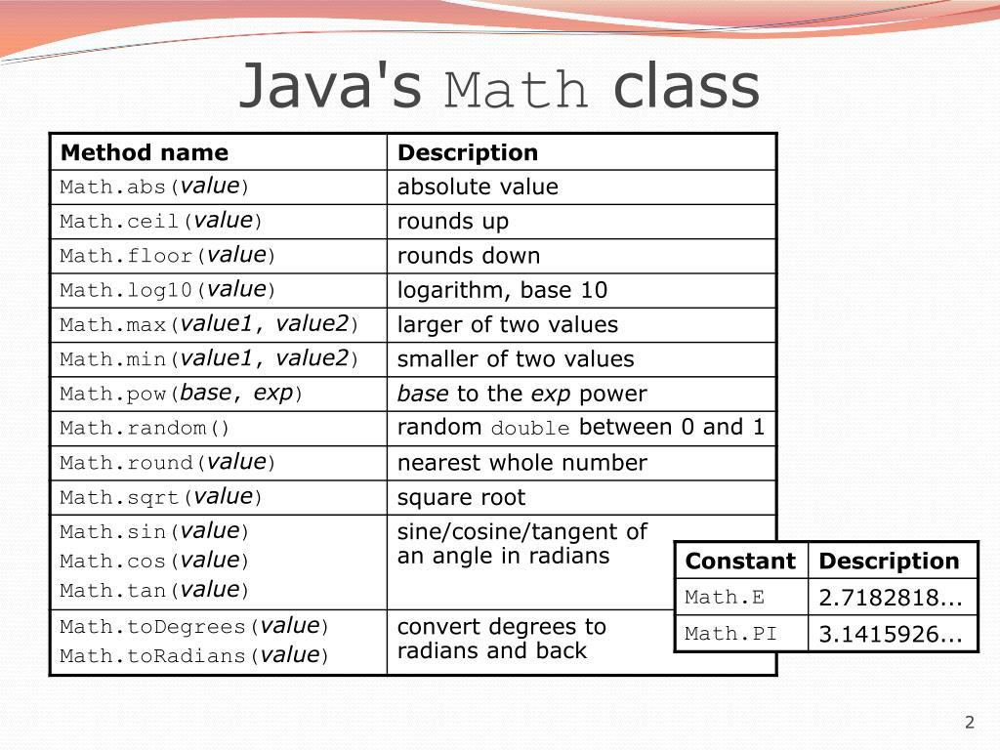 Java's Math class
Method name Description
Math.abs(value) absolute value
Math.ceil(value) rounds up
Math.floor(value) rounds down
Math.log10(value) logarithm, base 10
Math.max(value1, value2) larger of two values
Math.min(value1, value2) smaller of two values
Math.pow(base, exp) base to the exp power
Math.random() random double between 0 and 1
Math.round(value) nearest whole number
Math.sqrt(value) square root
Math.sin(value) sine/cosine/tangent of
Math.cos(value) an angle in radians
Math.tan(value)
Math.toDegrees(value) convert degrees to
Math.toRadians(value) radians and back
Constant Description
Math.E 2.7182818...
Math.PI 3.1415926...
2